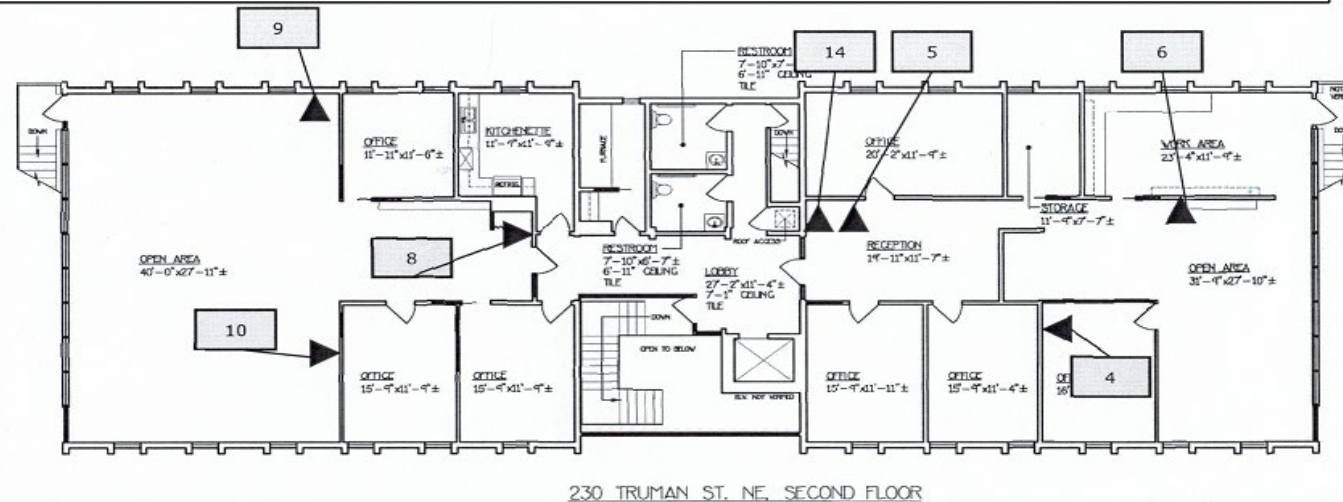 9
14
5
6
RESTROOM
7'-10"x7'-
6'-11" CEILING
TILE
DOWN
OFFICE
11'-11"x11'-6"±
KITCHENETTE
11'-9"x11'-9"±
REFRIG.
FURNACE
DOWN
OFFICE
20'-2"x11'-9"±
WORK AREA
23'-4"x11'-9"±
STORAGE
11'-9"x7'-7"±
ROOF ACCESS
8
RESTROOM
7'-10"x6'-7"±
6'-11" CEILING
TILE
LOBBY
27'-2"x11'-4"±
7'-1" CEILING
TILE
RECEPTION
19'-11"x11'-7"±
OPEN AREA
40'-0"x27'-11"±
OPEN AREA
31'-9"x27'-10"±
10
DOWN
OPEN TO BELOW
4
OFFICE
15'-9"x11'-9"±
OFFICE
15'-9"x11'-9"±
OFFICE
15'-9"x11'-11"±
OFFICE
15'-9"x11'-4"±
OF
16'
230 TRUMAN ST. NE, SECOND FLOOR